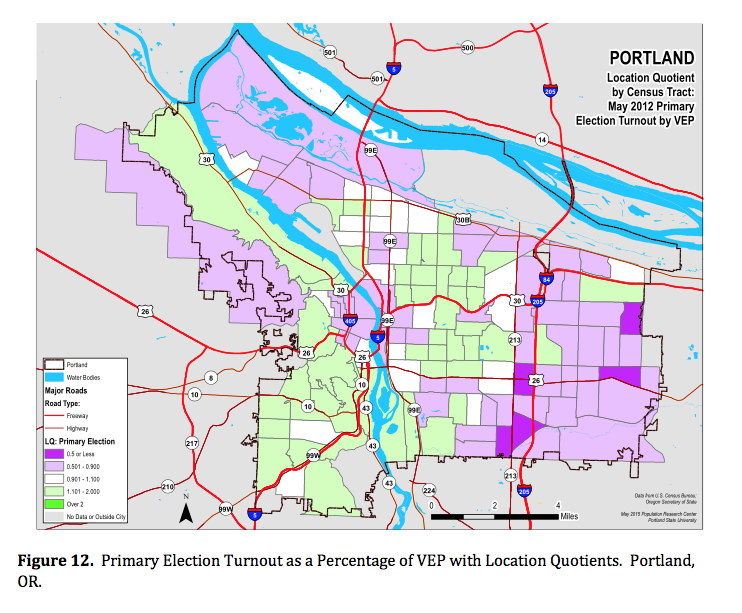 PORTLAND
Location Quotient
by Census Tract:
May 2012 Primary
Election Turnout by VEP
501
500
501
5
205
14
99E
30
30B
99E
84
30
205
30
26
405
99E
5
213
26
26
26
8
10
10
10
43
99E
217
43
99W
210
213
43
224
205
99W
5
N
0 2 4
Miles
Portland
Water Bodies
Major Roads
Road Type:
Freeway
Highway
LQ: Primary Election
0.5 or Less
0.501 - 0.900
0.901 - 1.100
1.101 - 2.000
Over 2
No Data or Outside City
Data from U.S. Census Bureau;
Oregon Secretary of State
May 2015 Population Research Center
Portland State University
Figure 12. Primary Election Turnout as a Percentage of VEP with Location Quotients. Portland,
OR.